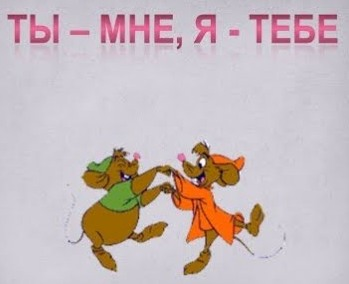 ТЫ – МНЕ, Я - ТЕБЕ